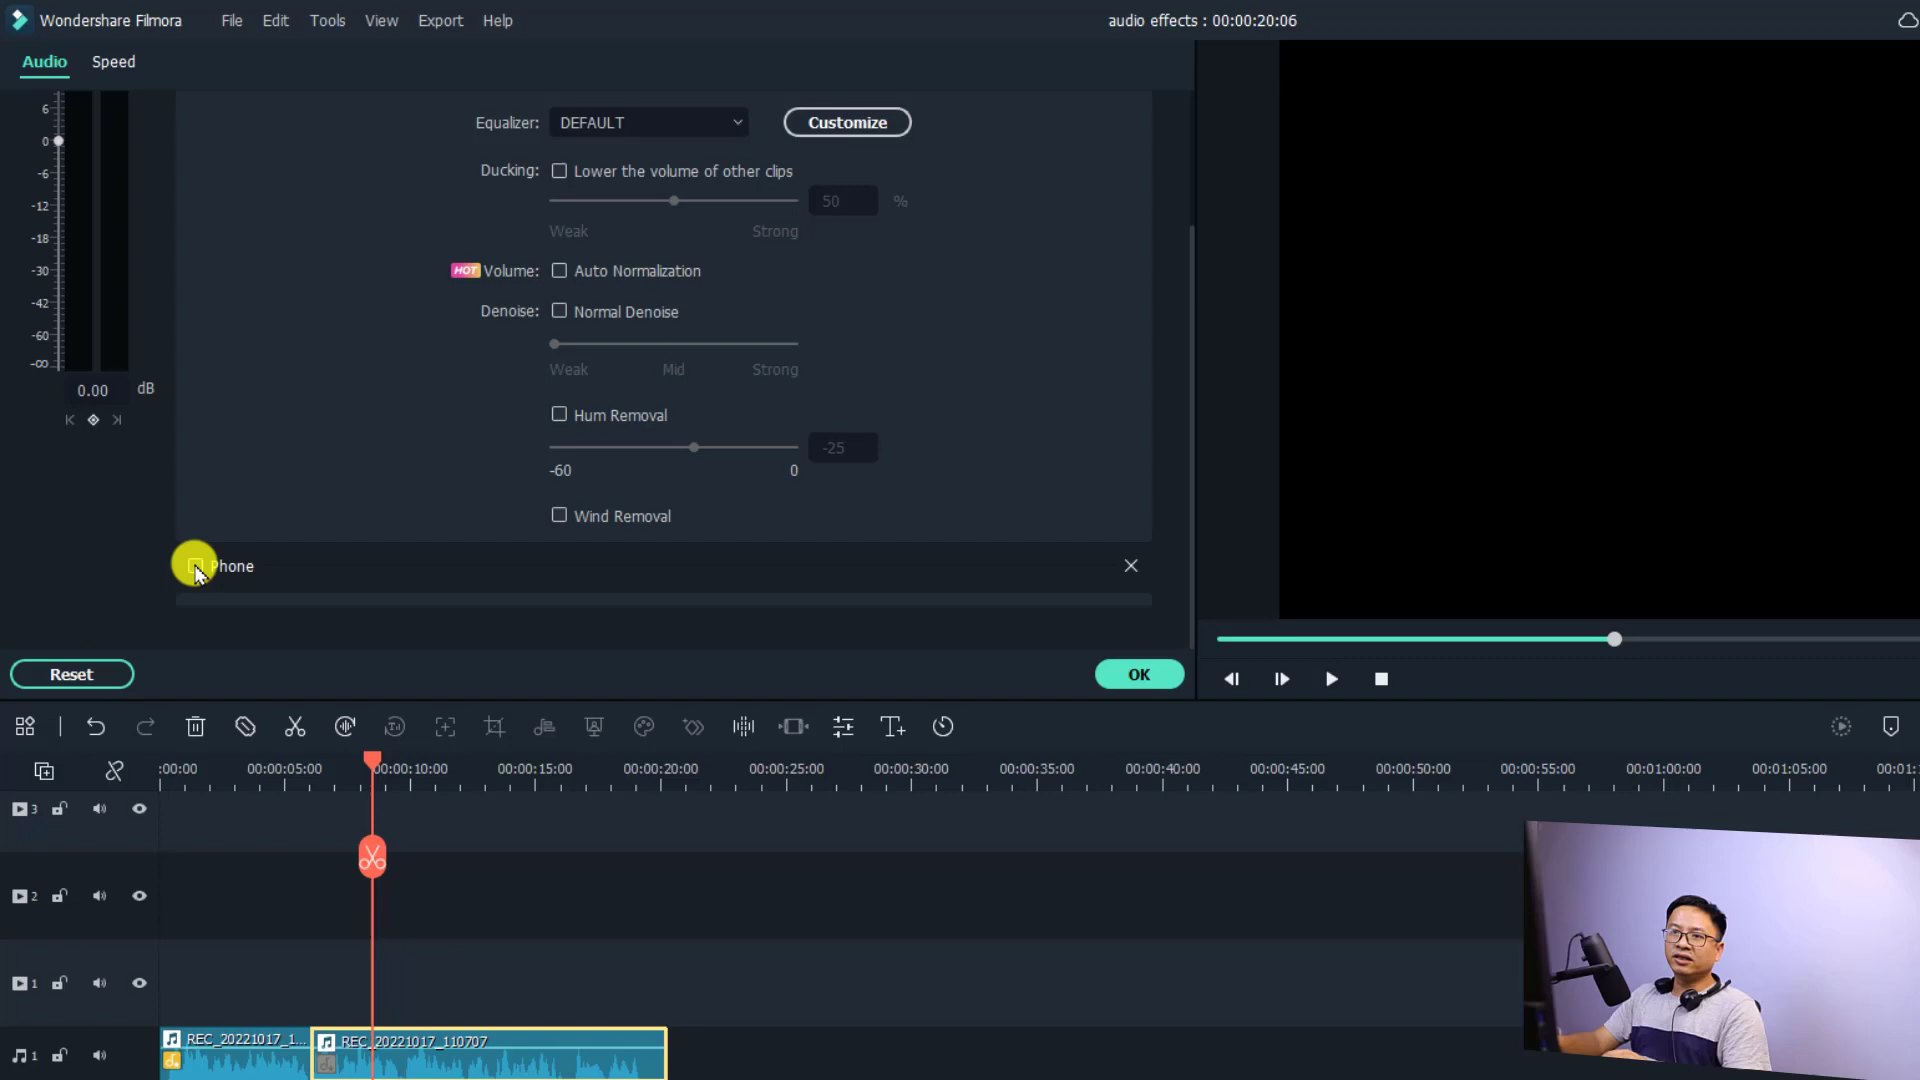 Wondershare Filmora File Edit Tools View Export Help audio effects : 00:00:20:06
Audio Speed
6
0
-6
-12
-18
-30
-42
-60
-∞
0.00 dB
Equalizer: DEFAULT Customize
Ducking: Lower the volume of other clips
50 %
Weak Strong
HOT Volume: Auto Normalization
Denoise: Normal Denoise
Weak Mid Strong
Hum Removal
-25
-60 0
Wind Removal
Phone
Reset OK
:00:00 00:00:05:00 00:00:10:00 00:00:15:00 00:00:20:00 00:00:25:00 00:00:30:00 00:00:35:00 00:00:40:00 00:00:45:00 00:00:50:00 00:00:55:00 00:01:00:00 00:01:05:00 00:01:
3
2
1
1
REC_20221017_1... REC_20221017_110707